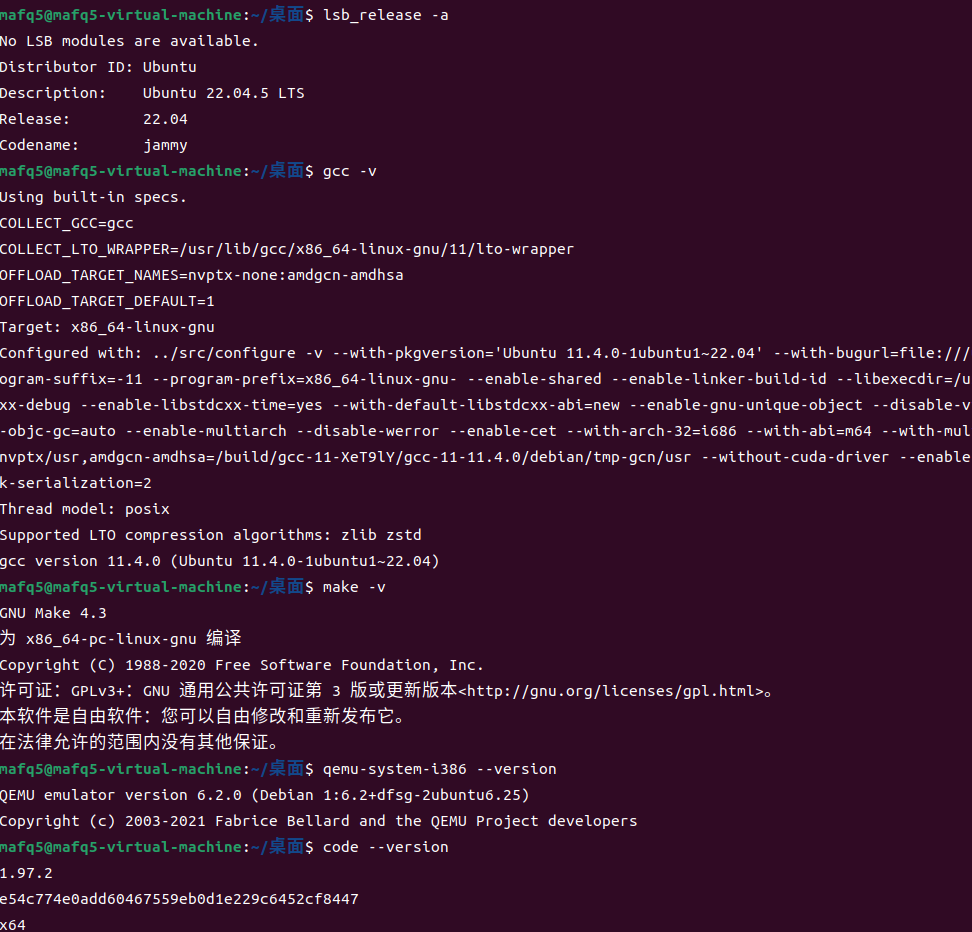 mafq5@mafq5-virtual-machine:~/桌面$ lsb_release -a
No LSB modules are available.
Distributor ID: Ubuntu
Description:    Ubuntu 22.04.5 LTS
Release:        22.04
Codename:       jammy
mafq5@mafq5-virtual-machine:~/桌面$ gcc -v
Using built-in specs.
COLLECT_GCC=gcc
COLLECT_LTO_WRAPPER=/usr/lib/gcc/x86_64-linux-gnu/11/lto-wrapper
OFFLOAD_TARGET_NAMES=nvptx-none:amdgcn-amdhsa
OFFLOAD_TARGET_DEFAULT=1
Target: x86_64-linux-gnu
Configured with: ../src/configure -v --with-pkgversion='Ubuntu 11.4.0-1ubuntu1~22.04' --with-bugurl=file:///
ogram-suffix=-11 --program-prefix=x86_64-linux-gnu- --enable-shared --enable-linker-build-id --libexecdir=/u
xx-debug --enable-libstdcxx-time=yes --with-default-libstdcxx-abi=new --enable-gnu-unique-object --disable-v
-objc-gc=auto --enable-multiarch --disable-werror --enable-cet --with-arch-32=i686 --with-abi=m64 --with-mul
nvptx/usr,amdgcn-amdhsa=/build/gcc-11-XeT9lY/gcc-11-11.4.0/debian/tmp-gcn/usr --without-cuda-driver --enable
k-serialization=2
Thread model: posix
Supported LTO compression algorithms: zlib zstd
gcc version 11.4.0 (Ubuntu 11.4.0-1ubuntu1~22.04)
mafq5@mafq5-virtual-machine:~/桌面$ make -v
GNU Make 4.3
为 x86_64-pc-linux-gnu 编译
Copyright (C) 1988-2020 Free Software Foundation, Inc.
许可证：GPLv3+：GNU 通用公共许可证第 3 版或更新版本<http://gnu.org/licenses/gpl.html>。
本软件是自由软件：您可以自由修改和重新发布它。
在法律允许的范围内没有其他保证。
mafq5@mafq5-virtual-machine:~/桌面$ qemu-system-i386 --version
QEMU emulator version 6.2.0 (Debian 1:6.2+dfsg-2ubuntu6.25)
Copyright (c) 2003-2021 Fabrice Bellard and the QEMU Project developers
mafq5@mafq5-virtual-machine:~/桌面$ code --version
1.97.2
e54c774e0add60467559eb0d1e229c6452cf8447
x64